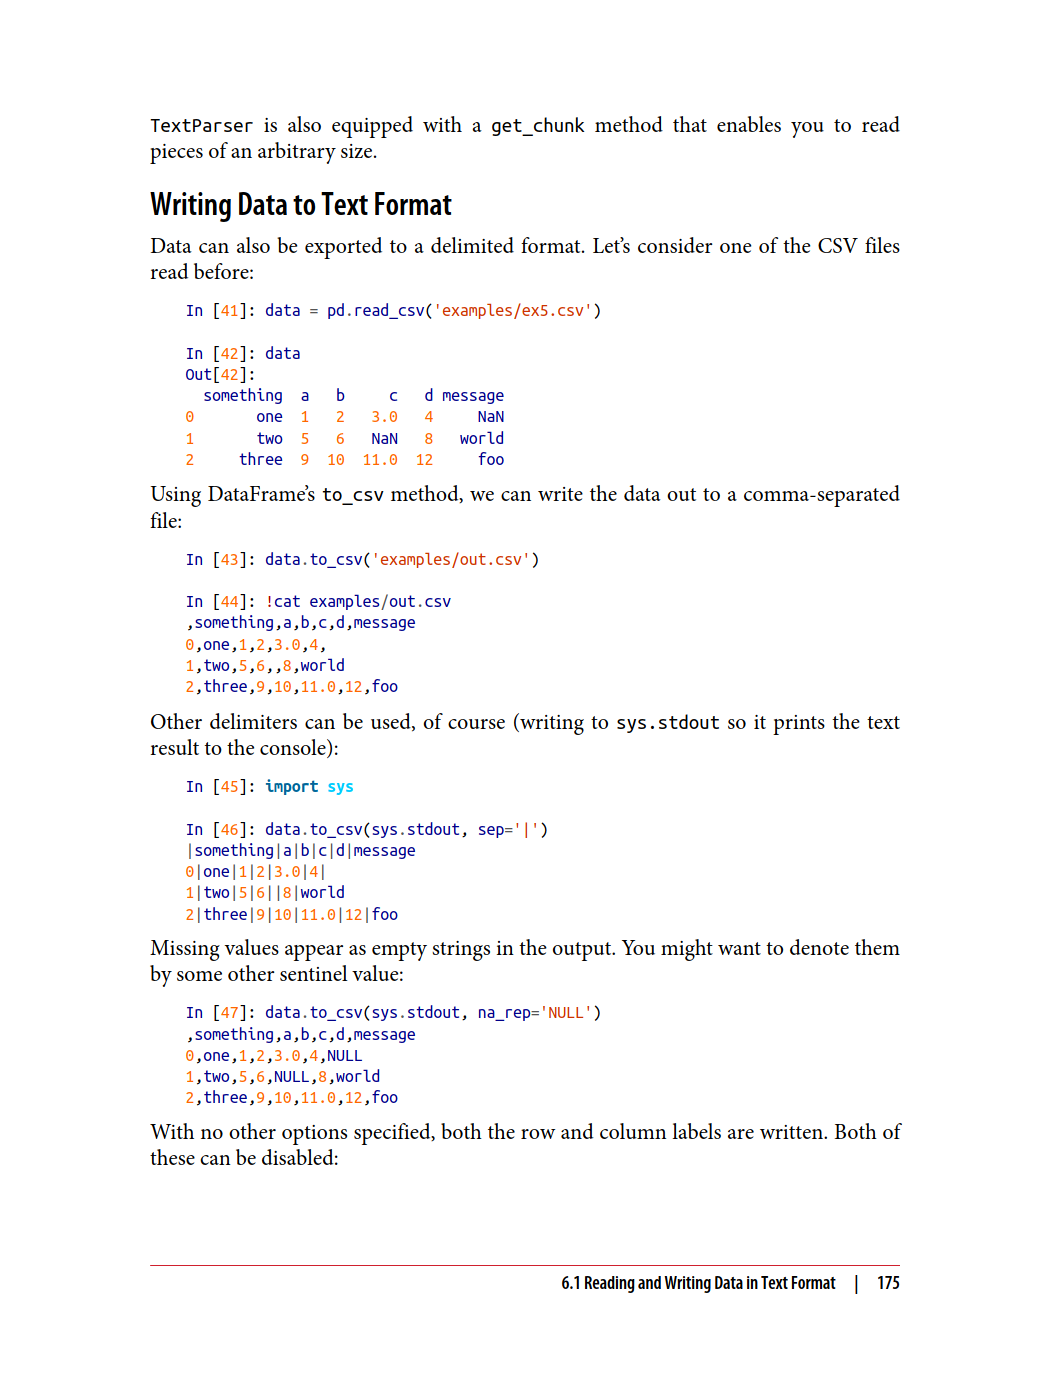 TextParser is also equipped with a get_chunk method that enables you to read
pieces of an arbitrary size.
Writing Data to Text Format
Data can also be exported to a delimited format. Let’s consider one of the CSV files
read before:
In [41]: data = pd.read_csv('examples/ex5.csv')
In [42]: data
Out[42]:
  something  a   b     c   d message
0       one  1   2   3.0   4     NaN
1       two  5   6   NaN   8   world
2     three  9  10  11.0  12     foo
Using DataFrame’s to_csv method, we can write the data out to a comma-separated
file:
In [43]: data.to_csv('examples/out.csv')
In [44]: !cat examples/out.csv
,something,a,b,c,d,message
0,one,1,2,3.0,4,
1,two,5,6,,8,world
2,three,9,10,11.0,12,foo
Other delimiters can be used, of course (writing to sys.stdout so it prints the text
result to the console):
In [45]: import sys
In [46]: data.to_csv(sys.stdout, sep='|')
|something|a|b|c|d|message
0|one|1|2|3.0|4|
1|two|5|6||8|world
2|three|9|10|11.0|12|foo
Missing values appear as empty strings in the output. You might want to denote them
by some other sentinel value:
In [47]: data.to_csv(sys.stdout, na_rep='NULL')
,something,a,b,c,d,message
0,one,1,2,3.0,4,NULL
1,two,5,6,NULL,8,world
2,three,9,10,11.0,12,foo
With no other options specified, both the row and column labels are written. Both of
these can be disabled:
6.1 Reading and Writing Data in Text Format | 175